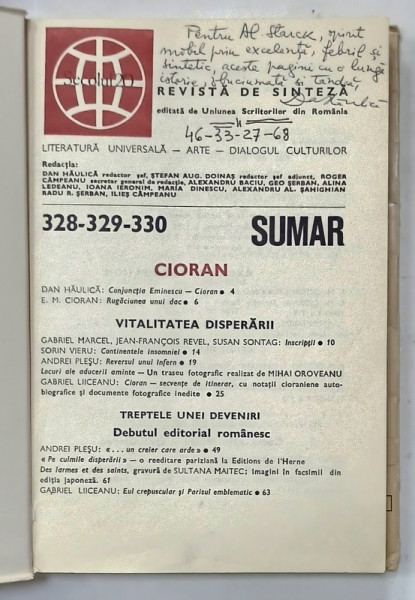 Pentru Al. Starck, spirit
mobil prin excelență, febril și
sintetic, aceste pagini cu o lungă
istorie, și tandră,
Secolul 20
REVISTĂ DE SINTEZĂ
editată de Uniunea Scriitorilor din România
46-33-27-68
LITERATURĂ UNIVERSALĂ — ARTE — DIALOGUL CULTURILOR
Redacția:
DAN HĂULICĂ redactor șef, ȘTEFAN AUG. DOINAȘ redactor șef adjunct, ROGER
CÂMPEANU secretar general de redacție, ALEXANDRU BACIU, GEO ȘERBAN, ALINA
LEDEANU, IOANA IERONIM, MARIA DINESCU, ALEXANDRU AL. ȘAHIGHIAN
RADU R. ȘERBAN, ILIEȘ CÂMPEANU
328-329-330 SUMAR
CIORAN
DAN HĂULICĂ: Conjuncția Eminescu — Cioran • 4
E. M. CIORAN: Rugăciunea unui dac • 6
VITALITATEA DISPERĂRII
GABRIEL MARCEL, JEAN-FRANÇOIS REVEL, SUSAN SONTAG: Inscripții • 10
SORIN VIERU: Continentele insomniei • 14
ANDREI PLEȘU: Reversul unui infern • 19
Locuri ale aducerii aminte — Un traseu fotografic realizat de MIHAI OROVEANU
GABRIEL LIICEANU: Cioran — secvențe de itinerar, cu notații cioraniene auto-
biografice și documente fotografice inedite • 25
TREPTELE UNEI DEVENIRI
Debutul editorial românesc
ANDREI PLEȘU: «... un creier care arde» • 49
« Pe culmile disperării » — o reeditare pariziană la Editions de l'Herne
Des larmes et des saints, gravură de SULTANA MAITEC; imagini în facsimil din
ediția japoneză. 61
GABRIEL LIICEANU: Eul crepuscular și Parisul emblematic • 63